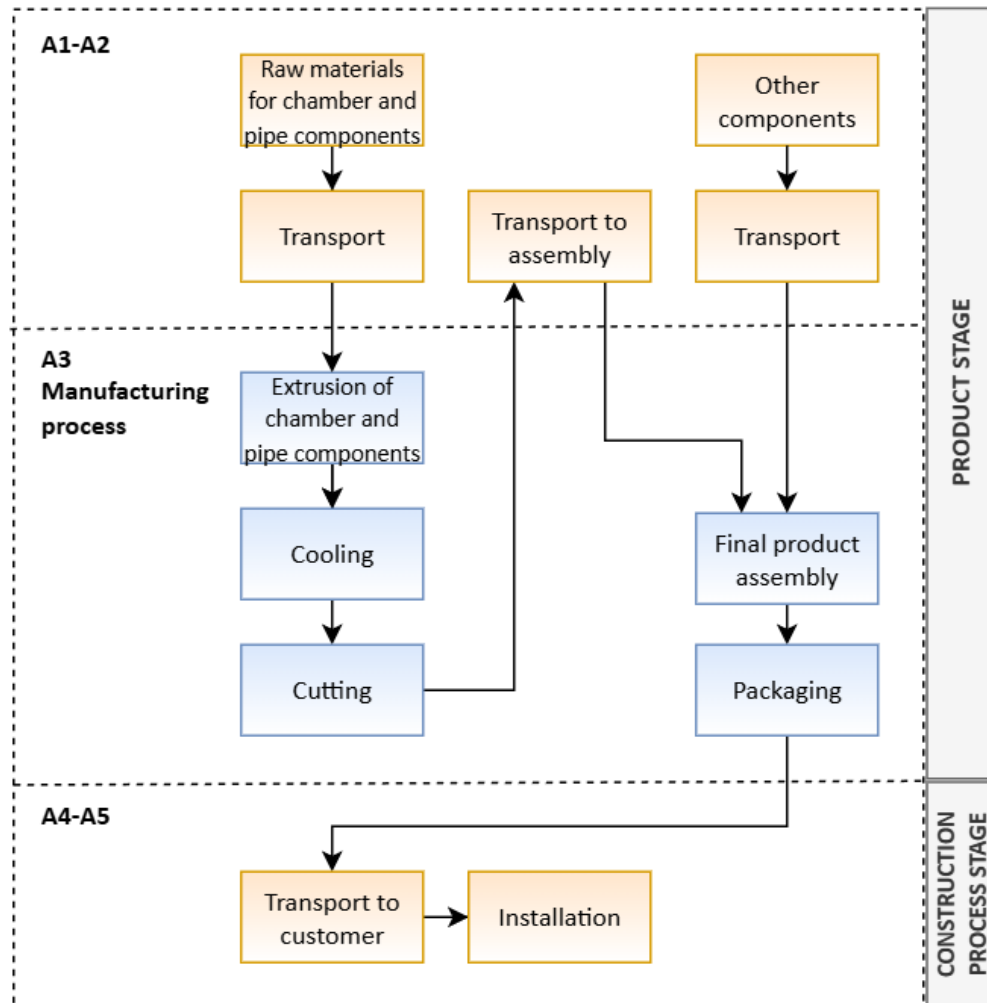 A1-A2
Raw materials
for chamber and
pipe components
Other
components
Transport
Transport to
assembly
Transport
A3
Manufacturing
process
Extrusion of
chamber and
pipe components
Cooling
Final product
assembly
Cutting
Packaging
PRODUCT STAGE
A4-A5
Transport to
customer
Installation
CONSTRUCTION
PROCESS STAGE